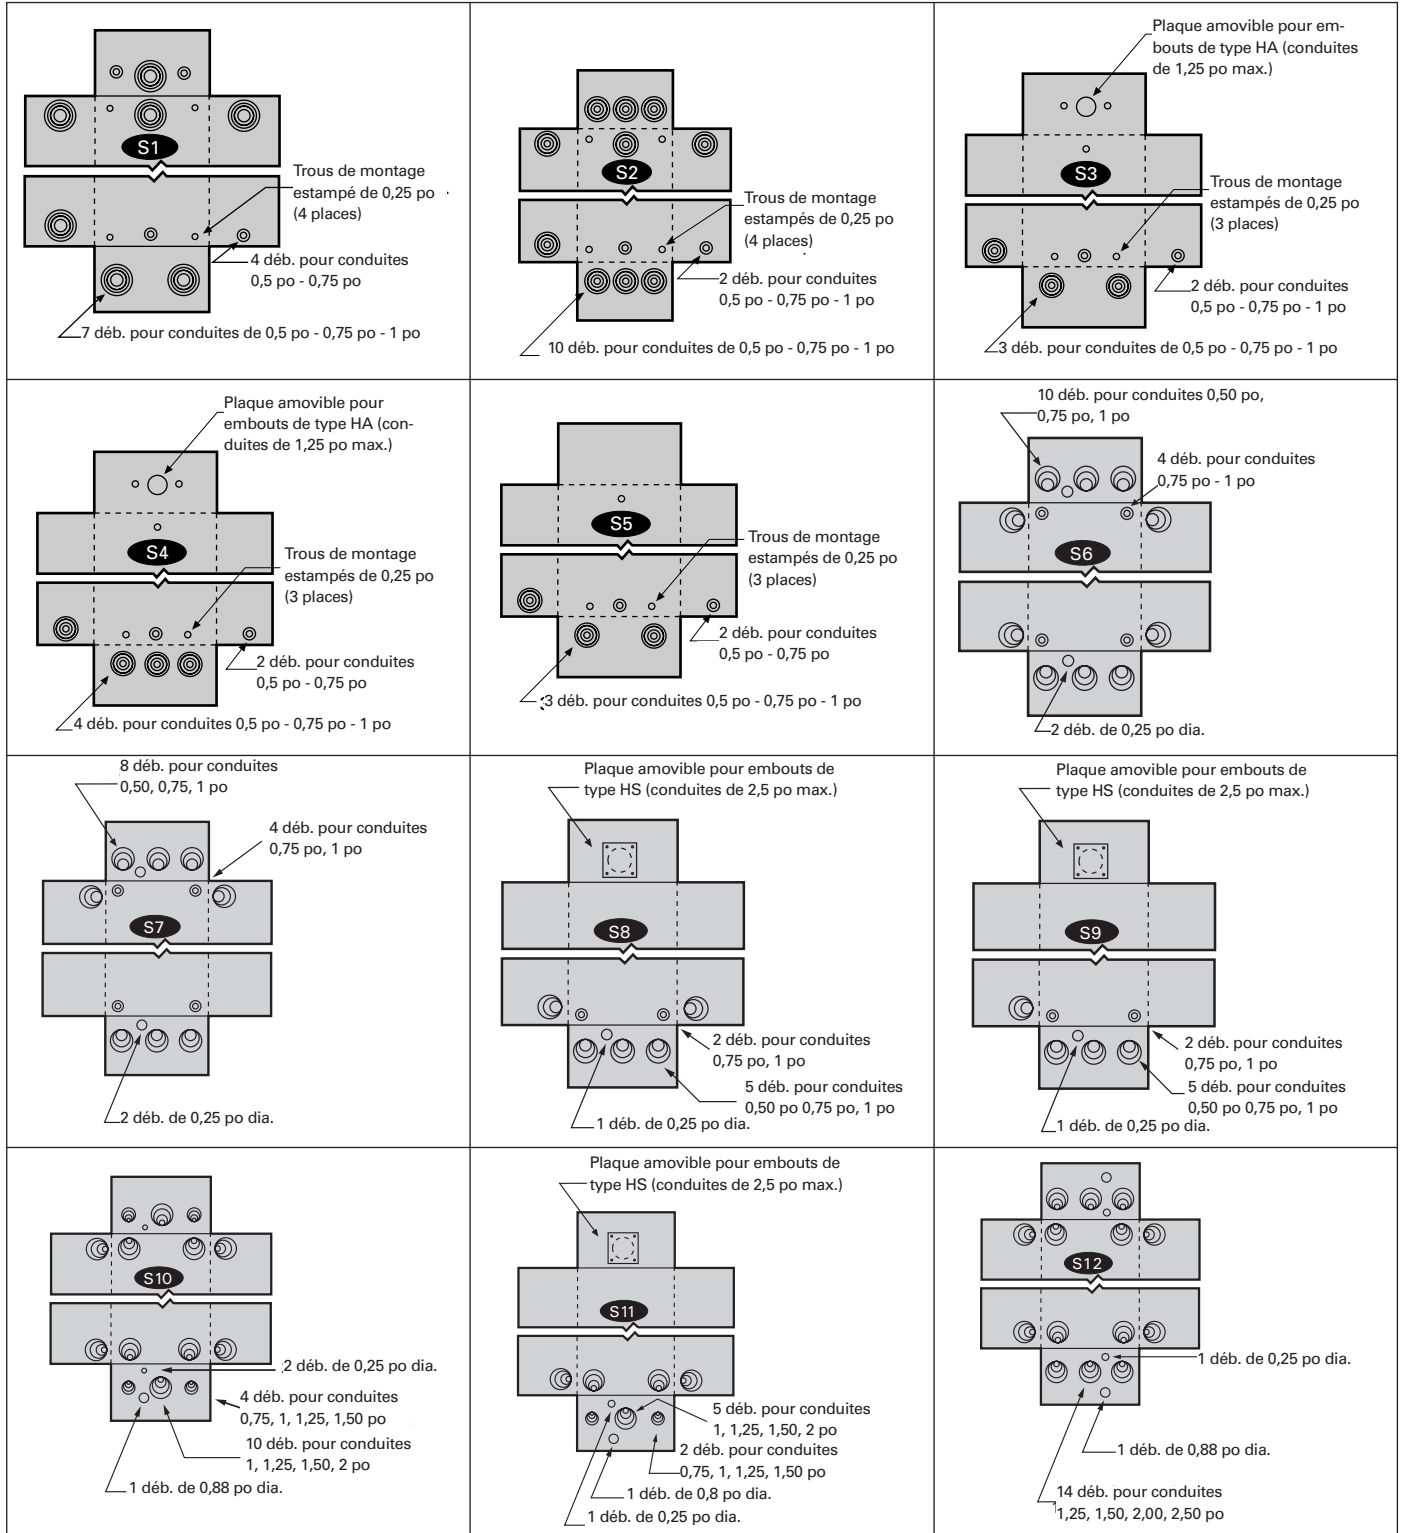 S1
Trous de montage
estampé de 0,25 po
(4 places)
4 déb. pour conduites
0,5 po - 0,75 po
7 déb. pour conduites de 0,5 po - 0,75 po - 1 po
S2
Trous de montage
estampés de 0,25 po
(4 places)
2 déb. pour conduites
0,5 po - 0,75 po - 1 po
10 déb. pour conduites de 0,5 po - 0,75 po - 1 po
Plaque amovible pour em-
bouts de type HA (conduites
de 1,25 po max.)
S3
Trous de montage
estampés de 0,25 po
(3 places)
2 déb. pour conduites
0,5 po - 0,75 po - 1 po
3 déb. pour conduites de 0,5 po - 0,75 po - 1 po
Plaque amovible pour
embouts de type HA (con-
duites de 1,25 po max.)
S4
Trous de montage
estampés de 0,25 po
(3 places)
2 déb. pour conduites
0,5 po - 0,75 po
4 déb. pour conduites 0,5 po - 0,75 po - 1 po
S5
Trous de montage
estampés de 0,25 po
(3 places)
2 déb. pour conduites
0,5 po - 0,75 po
3 déb. pour conduites 0,5 po - 0,75 po - 1 po
10 déb. pour conduites 0,50 po,
0,75 po, 1 po
4 déb. pour conduites
0,75 po - 1 po
S6
2 déb. de 0,25 po dia.
8 déb. pour conduites
0,50, 0,75, 1 po
4 déb. pour conduites
0,75 po, 1 po
S7
2 déb. de 0,25 po dia.
Plaque amovible pour embouts de
type HS (conduites de 2,5 po max.)
S8
2 déb. pour conduites
0,75 po, 1 po
5 déb. pour conduites
0,50 po 0,75 po, 1 po
1 déb. de 0,25 po dia.
Plaque amovible pour embouts de
type HS (conduites de 2,5 po max.)
S9
2 déb. pour conduites
0,75 po, 1 po
5 déb. pour conduites
0,50 po 0,75 po, 1 po
1 déb. de 0,25 po dia.
S10
2 déb. de 0,25 po dia.
4 déb. pour conduites
0,75, 1, 1,25, 1,50 po
10 déb. pour conduites
1, 1,25, 1,50, 2 po
1 déb. de 0,88 po dia.
Plaque amovible pour embouts de
type HS (conduites de 2,5 po max.)
S11
5 déb. pour conduites
1, 1,25, 1,50, 2 po
2 déb. pour conduites
0,75, 1, 1,25, 1,50 po
1 déb. de 0,8 po dia.
1 déb. de 0,25 po dia.
S12
1 déb. de 0,25 po dia.
1 déb. de 0,88 po dia.
14 déb. pour conduites
1,25, 1,50, 2,00, 2,50 po